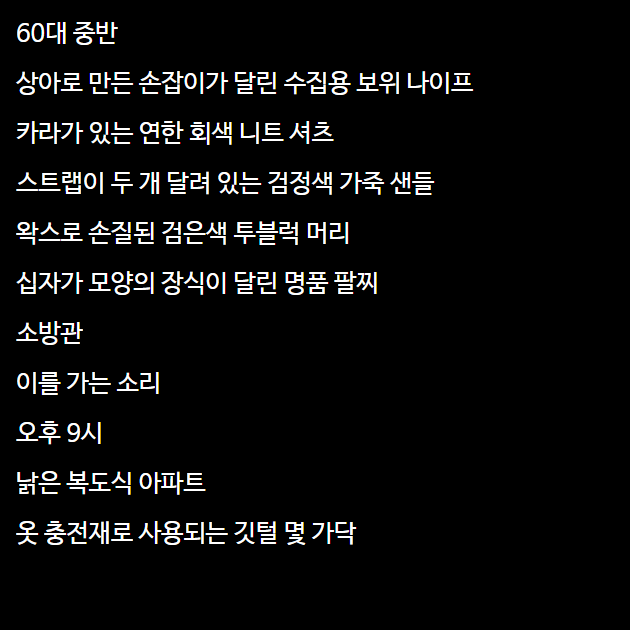 60대 중반
상아로 만든 손잡이가 달린 수집용 보위 나이프
카라가 있는 연한 회색 니트 셔츠
스트랩이 두 개 달려 있는 검정색 가죽 샌들
왁스로 손질된 검은색 투블럭 머리
십자가 모양의 장식이 달린 명품 팔찌
소방관
이를 가는 소리
오후 9시
낡은 복도식 아파트
옷 충전재로 사용되는 깃털 몇 가닥